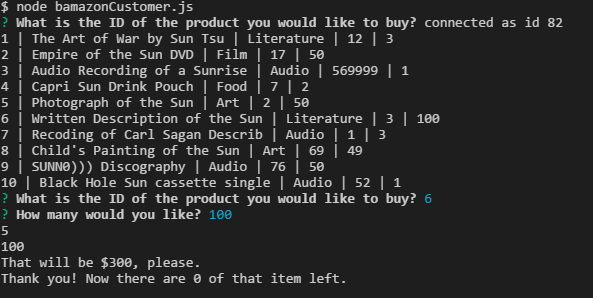 $ node bamazonCustomer.js
? What is the ID of the product you would like to buy? connected as id 82
1 | The Art of War by Sun Tsu | Literature | 12 | 3
2 | Empire of the Sun DVD | Film | 17 | 50
3 | Audio Recording of a Sunrise | Audio | 569999 | 1
4 | Capri Sun Drink Pouch | Food | 7 | 2
5 | Photograph of the Sun | Art | 2 | 50
6 | Written Description of the Sun | Literature | 3 | 100
7 | Recoding of Carl Sagan Describ | Audio | 1 | 3
8 | Child's Painting of the Sun | Art | 69 | 49
9 | SUNN0))) Discography | Audio | 76 | 50
10 | Black Hole Sun cassette single | Audio | 52 | 1
? What is the ID of the product you would like to buy? 6
? How many would you like? 100
5
100
That will be $300, please.
Thank you! Now there are 0 of that item left.